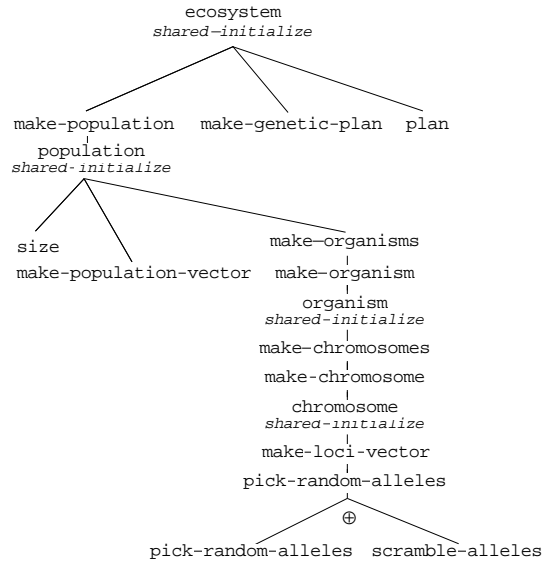 ecosystem
shared-initialize
make-population make-genetic-plan plan
population
shared-initialize
size
make-population-vector
make-organisms
make-organism
organism
shared-initialize
make-chromosomes
make-chromosome
chromosome
shared-initialize
make-loci-vector
pick-random-alleles
⊕
pick-random-alleles scramble-alleles